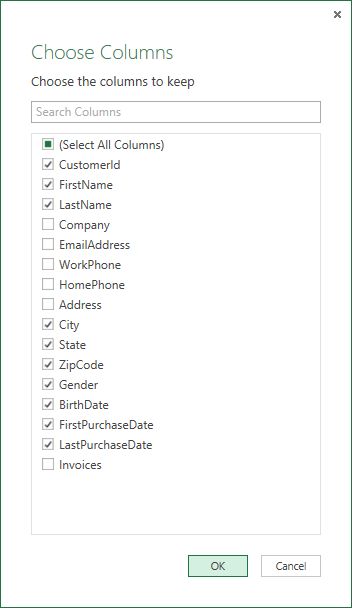 Choose Columns
Choose the columns to keep
Search Columns
(Select All Columns)
CustomerId
FirstName
LastName
Company
EmailAddress
WorkPhone
HomePhone
Address
City
State
ZipCode
Gender
BirthDate
FirstPurchaseDate
LastPurchaseDate
Invoices
OK Cancel